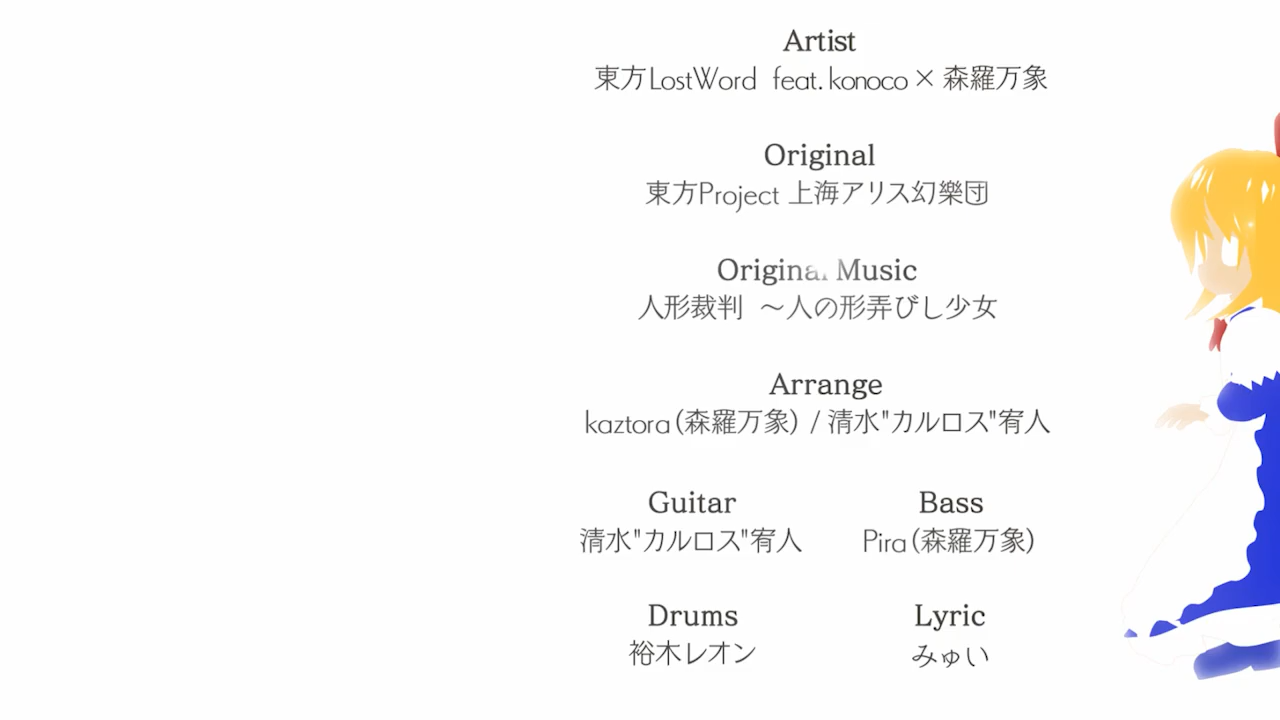 Artist
東方LostWord feat. konoco × 森羅万象
Original
東方Project 上海アリス幻樂団
Original Music
人形裁判 ～人の形弄びし少女
Arrange
kaztora(森羅万象) / 清水"カルロス"宥人
Guitar
清水"カルロス"宥人
Bass
Pira(森羅万象)
Drums
裕木レオン
Lyric
みゅい